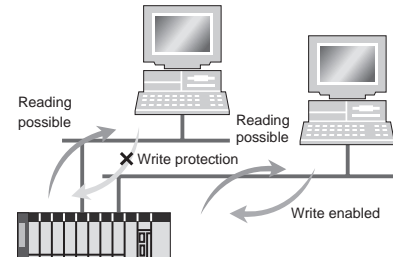 Reading
possible
Reading
possible
Write protection
Write enabled